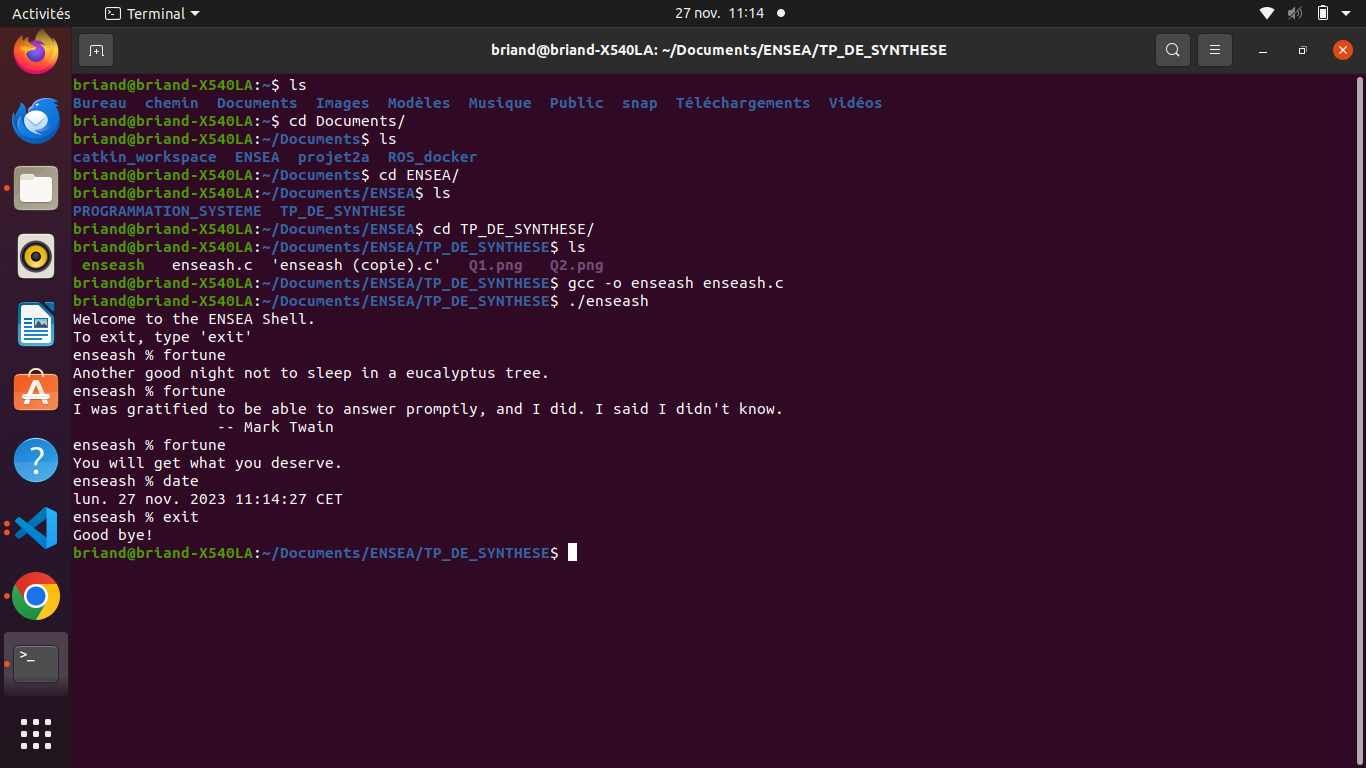 Activités Terminal 27 nov. 11:14
briand@briand-X540LA: ~/Documents/ENSEA/TP_DE_SYNTHESE
briand@briand-X540LA:~$ ls
Bureau chemin Documents Images Modèles Musique Public snap Téléchargements Vidéos
briand@briand-X540LA:~$ cd Documents/
briand@briand-X540LA:~/Documents$ ls
catkin_workspace ENSEA projet2a ROS_docker
briand@briand-X540LA:~/Documents$ cd ENSEA/
briand@briand-X540LA:~/Documents/ENSEA$ ls
PROGRAMMATION_SYSTEME TP_DE_SYNTHESE
briand@briand-X540LA:~/Documents/ENSEA$ cd TP_DE_SYNTHESE/
briand@briand-X540LA:~/Documents/ENSEA/TP_DE_SYNTHESE$ ls
enseash enseash.c 'enseash (copie).c' Q1.png Q2.png
briand@briand-X540LA:~/Documents/ENSEA/TP_DE_SYNTHESE$ gcc -o enseash enseash.c
briand@briand-X540LA:~/Documents/ENSEA/TP_DE_SYNTHESE$ ./enseash
Welcome to the ENSEA Shell.
To exit, type 'exit'
enseash % fortune
Another good night not to sleep in a eucalyptus tree.
enseash % fortune
I was gratified to be able to answer promptly, and I did. I said I didn't know.
-- Mark Twain
enseash % fortune
You will get what you deserve.
enseash % date
lun. 27 nov. 2023 11:14:27 CET
enseash % exit
Good bye!
briand@briand-X540LA:~/Documents/ENSEA/TP_DE_SYNTHESE$